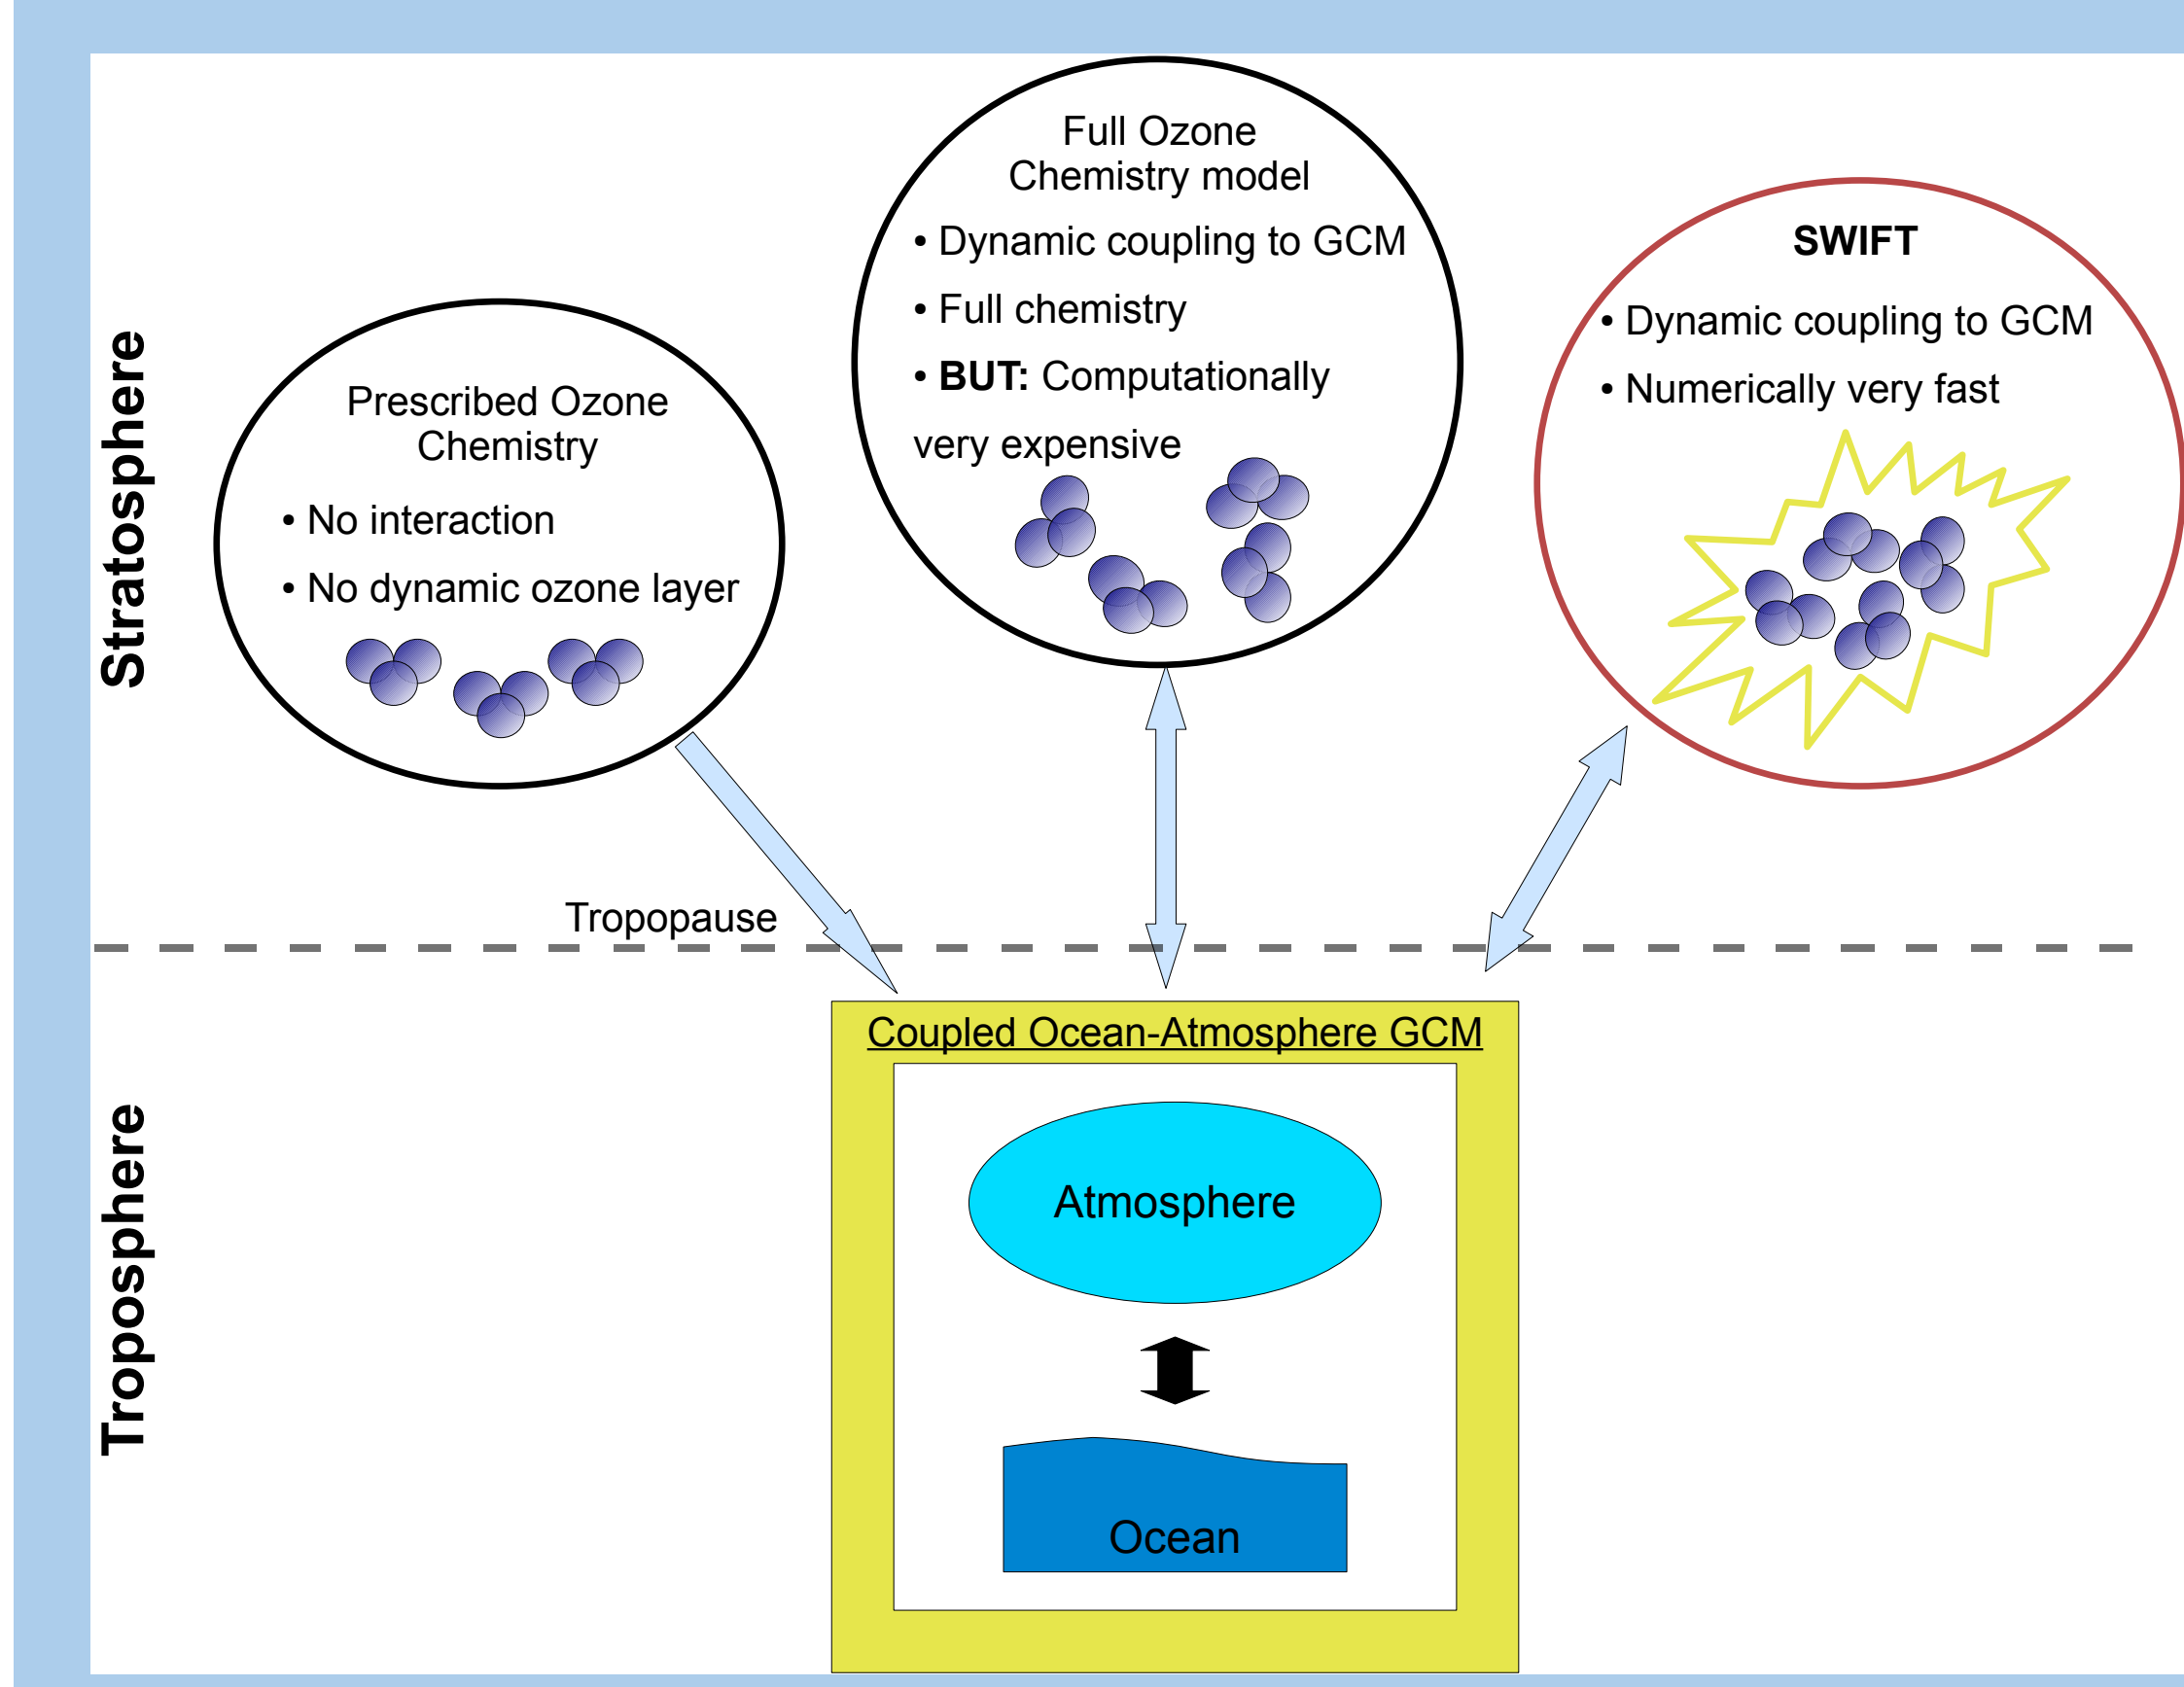 Stratosphere
Full Ozone
Chemistry model
• Dynamic coupling to GCM
• Full chemistry
• BUT: Computationally
very expensive
SWIFT
• Dynamic coupling to GCM
• Numerically very fast
Prescribed Ozone
Chemistry
• No interaction
• No dynamic ozone layer
Tropopause
Troposphere
Coupled Ocean-Atmosphere GCM
Atmosphere
Ocean